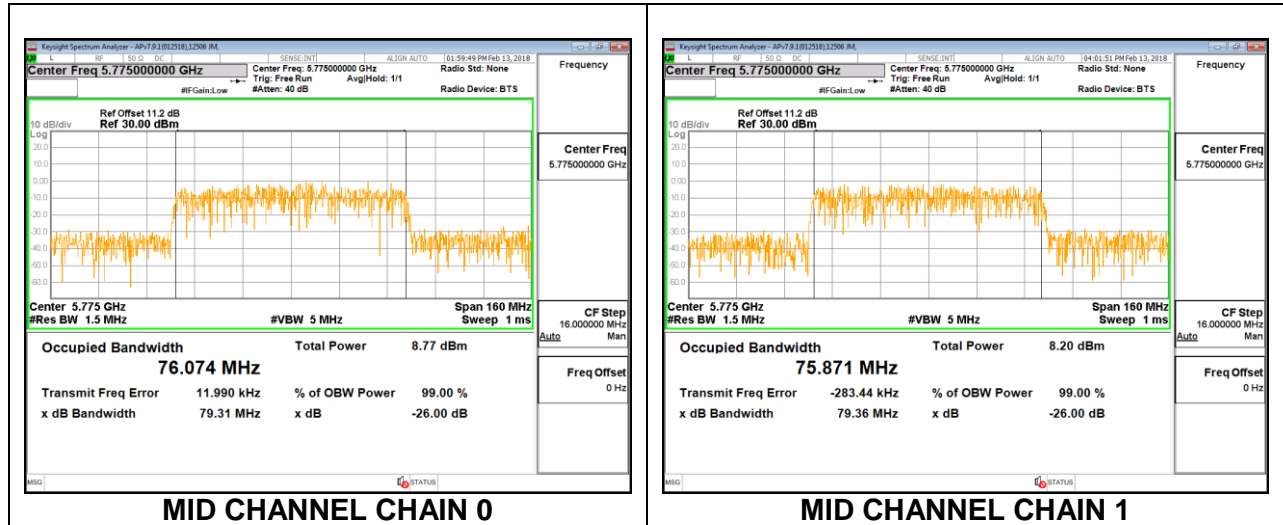 Keysight Spectrum Analyzer - APv7.9.1(012518),12506 JM,
L RF 50 Ω DC SENSE:INT ALIGN AUTO 01:59:49 PM Feb 13, 2018
Center Freq 5.775000000 GHz
Center Freq: 5.775000000 GHz
Radio Std: None
Trig: Free Run Avg|Hold: 1/1
#IFGain:Low
#Atten: 40 dB
Radio Device: BTS
Ref Offset 11.2 dB
10 dB/div Ref 30.00 dBm
Log
20.0
10.0
0.00
-10.0
-20.0
-30.0
-40.0
-50.0
-60.0
Center 5.775 GHz Span 160 MHz
#Res BW 1.5 MHz #VBW 5 MHz Sweep 1 ms
Occupied Bandwidth Total Power 8.77 dBm
76.074 MHz
Transmit Freq Error 11.990 kHz % of OBW Power 99.00 %
x dB Bandwidth 79.31 MHz x dB -26.00 dB
MSG STATUS
Frequency
Center Freq
5.775000000 GHz
CF Step
16.000000 MHz
Auto Man
Freq Offset
0 Hz
MID CHANNEL CHAIN 0
Keysight Spectrum Analyzer - APv7.9.1(012518),12506 JM,
L RF 50 Ω DC SENSE:INT ALIGN AUTO 04:01:51 PM Feb 13, 2018
Center Freq 5.775000000 GHz
Center Freq: 5.775000000 GHz
Radio Std: None
Trig: Free Run Avg|Hold: 1/1
#IFGain:Low
#Atten: 40 dB
Radio Device: BTS
Ref Offset 11.2 dB
10 dB/div Ref 30.00 dBm
Log
20.0
10.0
0.00
-10.0
-20.0
-30.0
-40.0
-50.0
-60.0
Center 5.775 GHz Span 160 MHz
#Res BW 1.5 MHz #VBW 5 MHz Sweep 1 ms
Occupied Bandwidth Total Power 8.20 dBm
75.871 MHz
Transmit Freq Error -283.44 kHz % of OBW Power 99.00 %
x dB Bandwidth 79.36 MHz x dB -26.00 dB
MSG STATUS
Frequency
Center Freq
5.775000000 GHz
CF Step
16.000000 MHz
Auto Man
Freq Offset
0 Hz
MID CHANNEL CHAIN 1